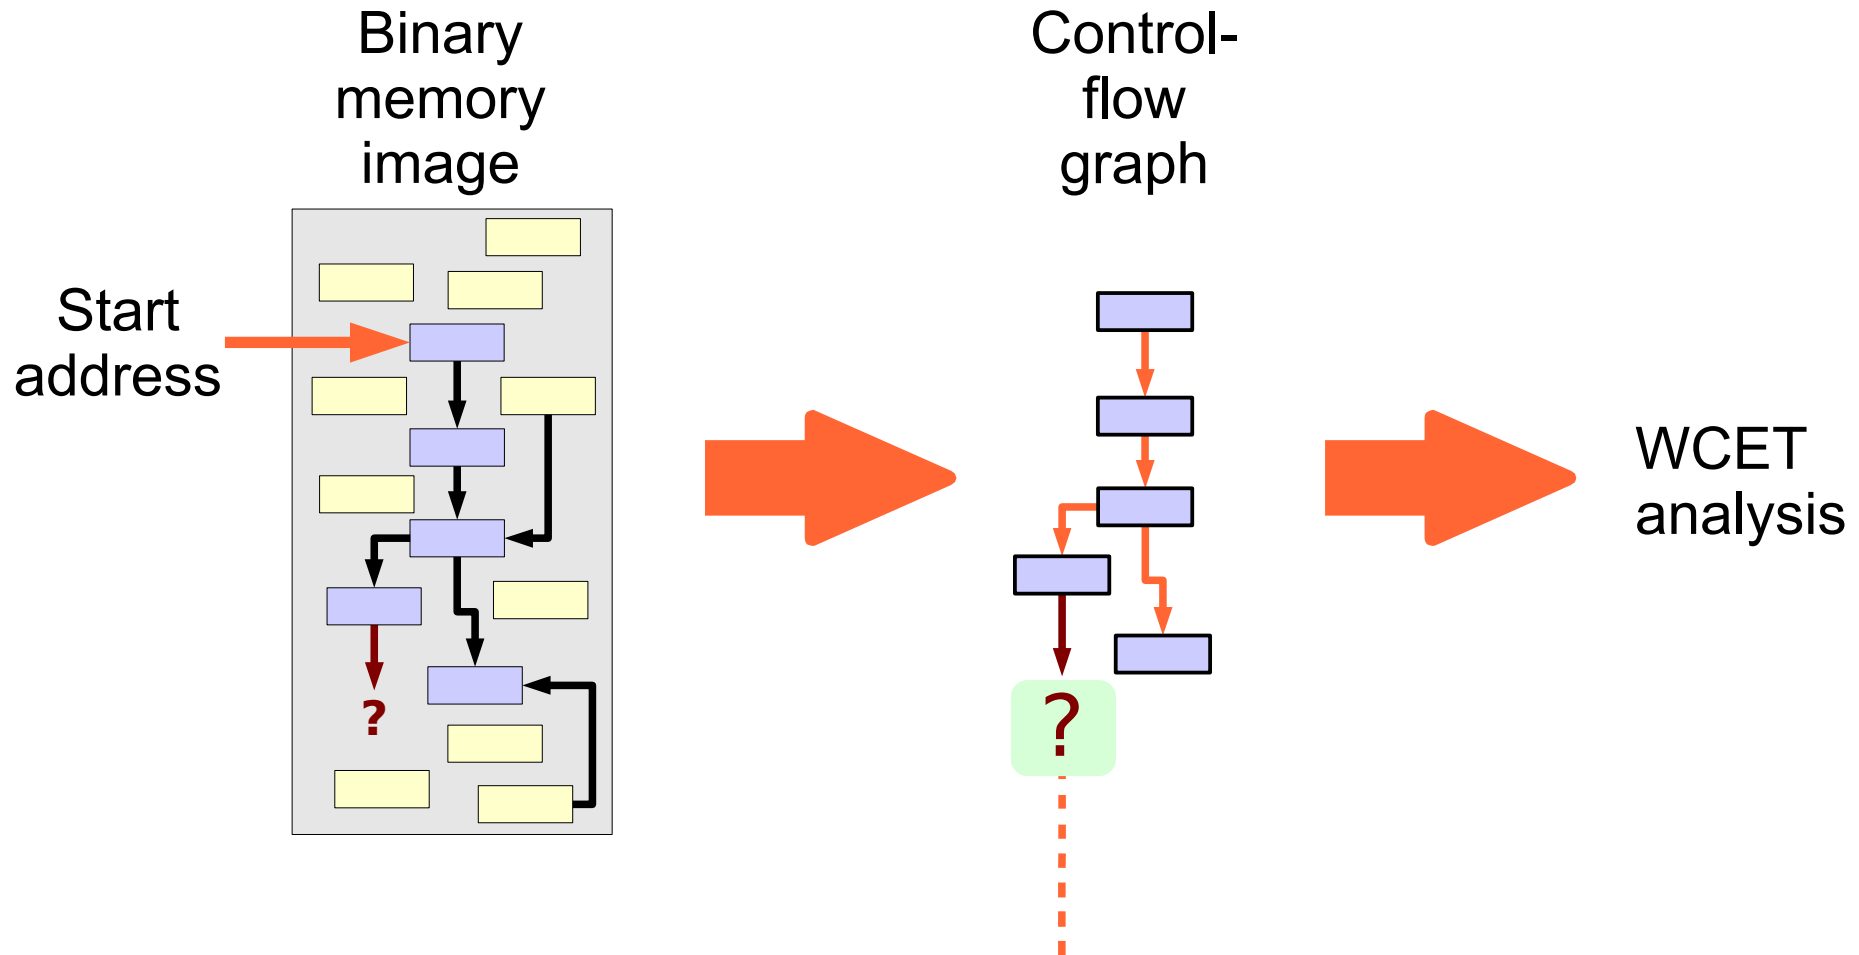 Binary
memory
image
Control-
flow
graph
Start
address
WCET
analysis
?
?